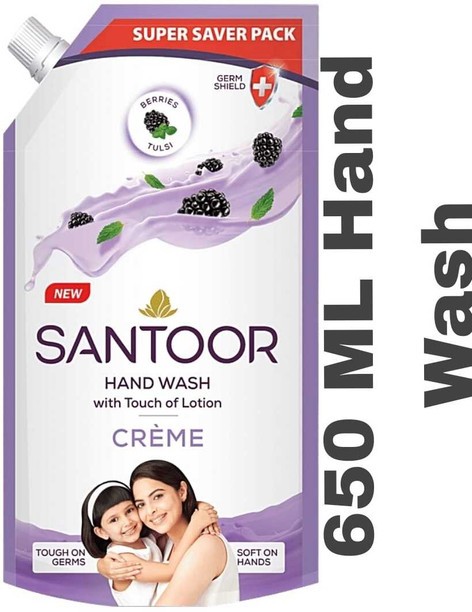 SUPER SAVER PACK
GERM
SHIELD
BERRIES
TULSI
NEW
SANTOOR
HAND WASH
with Touch of Lotion
CRÈME
TOUGH ON
GERMS
SOFT ON
HANDS
650 ML Hand
Wash